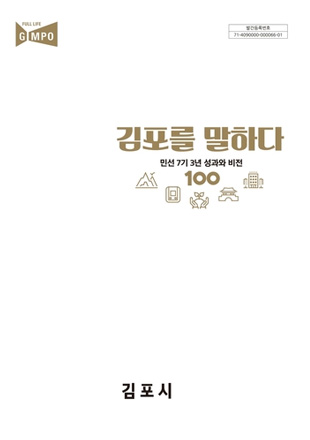 FULL LIFE
GIMPO
발간등록번호
71-4090000-000066-01
김포를 말하다
민선 7기 3년 성과와 비전
100
김포시